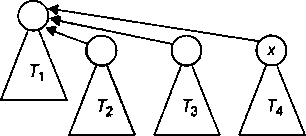 x
T₁
T₂ T₃ T₄